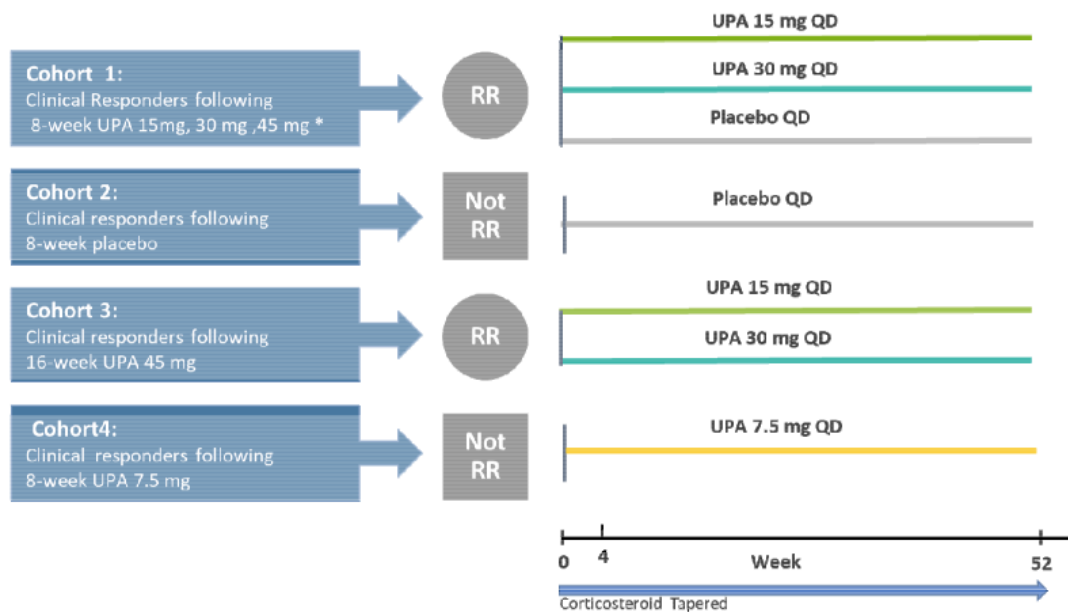 Cohort 1:
Clinical Responders following
8-week UPA 15mg, 30 mg ,45 mg *
RR
UPA 15 mg QD
UPA 30 mg QD
Placebo QD
Cohort 2:
Clinical responders following
8-week placebo
Not
RR
Placebo QD
Cohort 3:
Clinical responders following
16-week UPA 45 mg
RR
UPA 15 mg QD
UPA 30 mg QD
Cohort4:
Clinical responders following
8-week UPA 7.5 mg
Not
RR
UPA 7.5 mg QD
0 4 Week 52
Corticosteroid Tapered